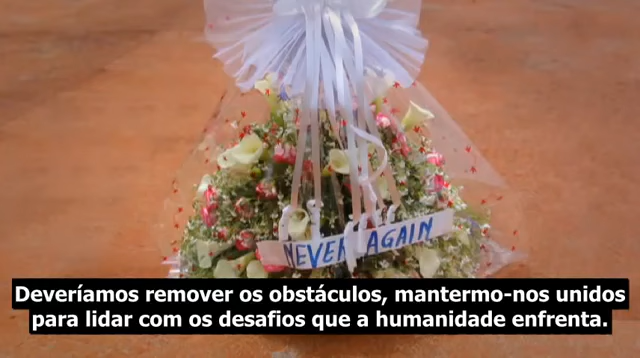 NEVER AGAIN
Deveríamos remover os obstáculos, mantermo-nos unidos
para lidar com os desafios que a humanidade enfrenta.